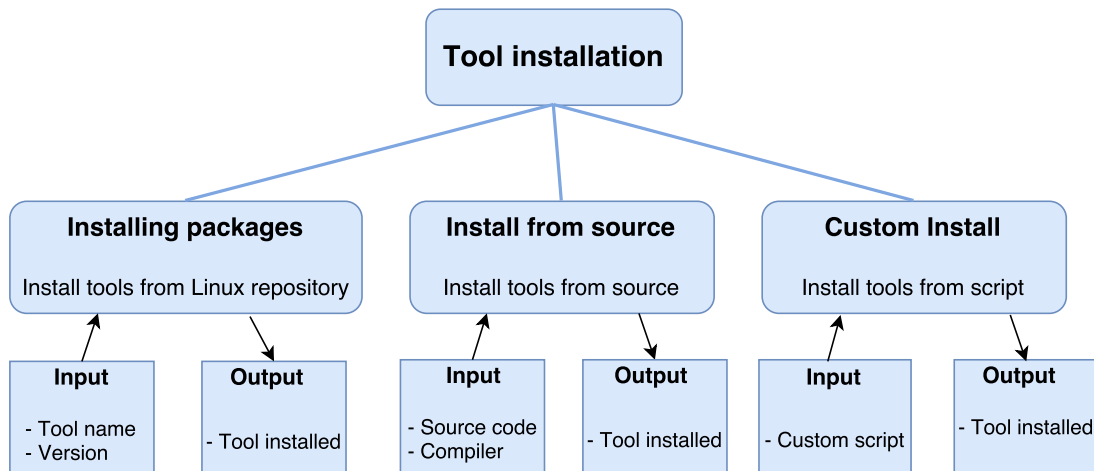 Tool installation
Installing packages
Install tools from Linux repository
Install from source
Install tools from source
Custom Install
Install tools from script
Input
- Tool name
- Version
Output
- Tool installed
Input
- Source code
- Compiler
Output
- Tool installed
Input
- Custom script
Output
- Tool installed